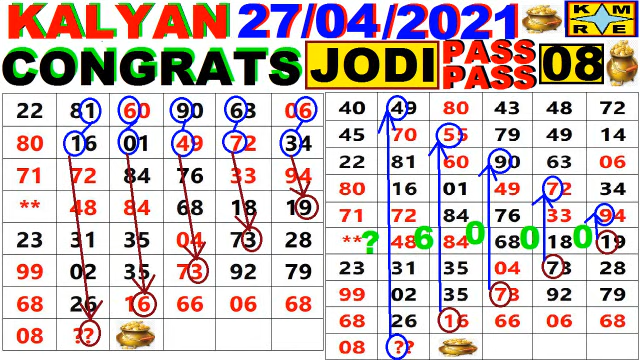 KALYAN 27/04/2021
K M
R E
CONGRATS JODI PASS PASS 08
22 81 60 90 63 06
80 16 01 49 72 34
71 72 84 76 33 94
** 48 84 68 18 19
23 31 35 04 73 28
99 02 35 73 92 79
68 26 16 66 06 68
08 ??
40 49 80 43 48 72
45 70 55 79 49 14
22 81 60 90 63 06
80 16 01 49 72 34
71 72 84 76 33 94
** ? 48 6 84 0 68 0 18 0 19
23 31 35 04 73 28
99 02 35 73 92 79
68 26 16 66 06 68
08 ??